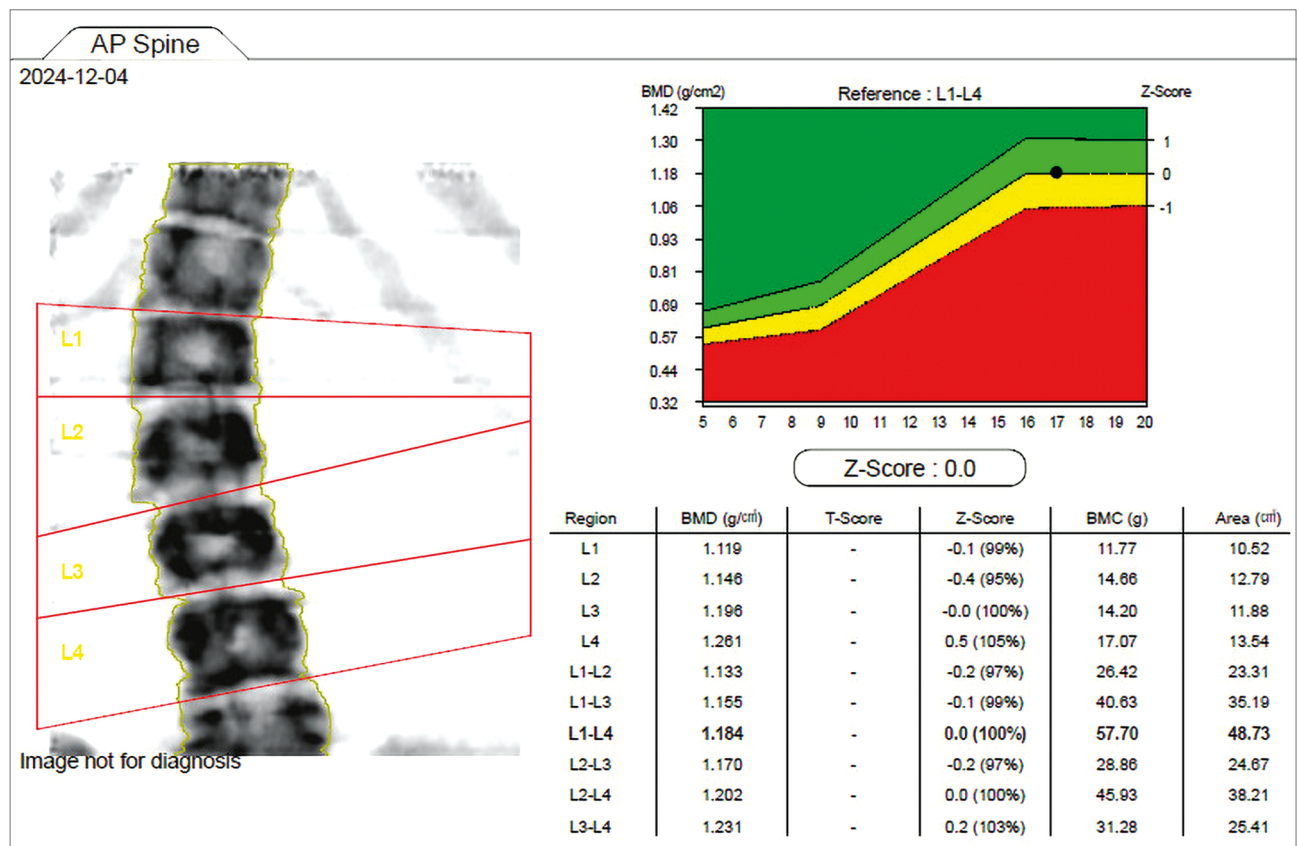 AP Spine
2024-12-04
L1
L2
L3
L4
Image not for diagnosis
BMD (g/cm2) Reference : L1-L4 Z-Score
1.42
1.30
1.18
1.06
0.93
0.81
0.69
0.57
0.44
0.32
1
0
-1
5 6 7 8 9 10 11 12 13 14 15 16 17 18 19 20
Z-Score : 0.0
Region BMD (g/㎠) T-Score Z-Score BMC (g) Area (㎠)
L1 1.119 - -0.1 (99%) 11.77 10.52
L2 1.146 - -0.4 (95%) 14.66 12.79
L3 1.196 - -0.0 (100%) 14.20 11.88
L4 1.261 - 0.5 (105%) 17.07 13.54
L1-L2 1.133 - -0.2 (97%) 26.42 23.31
L1-L3 1.155 - -0.1 (99%) 40.63 35.19
L1-L4 1.184 - 0.0 (100%) 57.70 48.73
L2-L3 1.170 - -0.2 (97%) 28.86 24.67
L2-L4 1.202 - 0.0 (100%) 45.93 38.21
L3-L4 1.231 - 0.2 (103%) 31.28 25.41